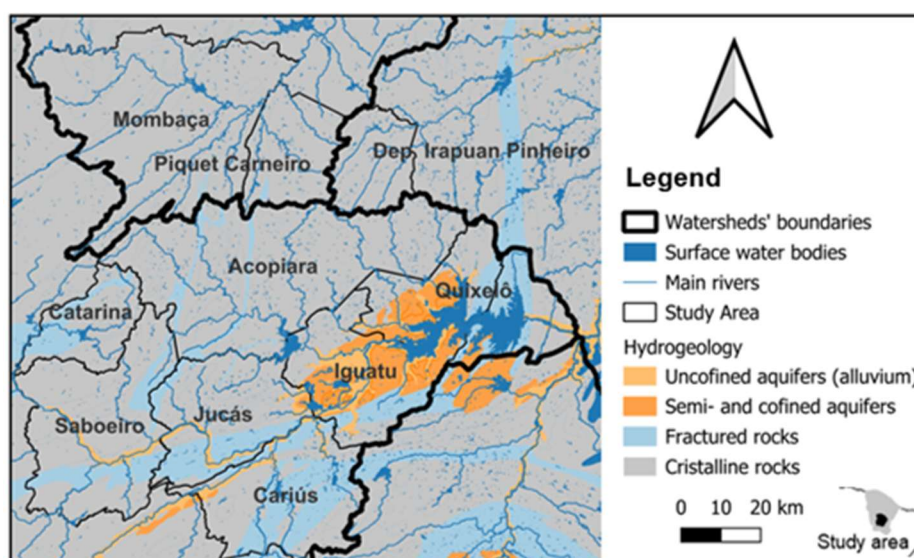 Mombaça
Piquet Carneiro
Dep. Irapuan Pinheiro
Acopiara
Quixelô
Catarina
Iguatu
Saboeiro
Jucás
Cariús
Legend
Watersheds' boundaries
Surface water bodies
Main rivers
Study Area
Hydrogeology
Uncofined aquifers (alluvium)
Semi- and cofined aquifers
Fractured rocks
Cristalline rocks
0 10 20 km
Study area